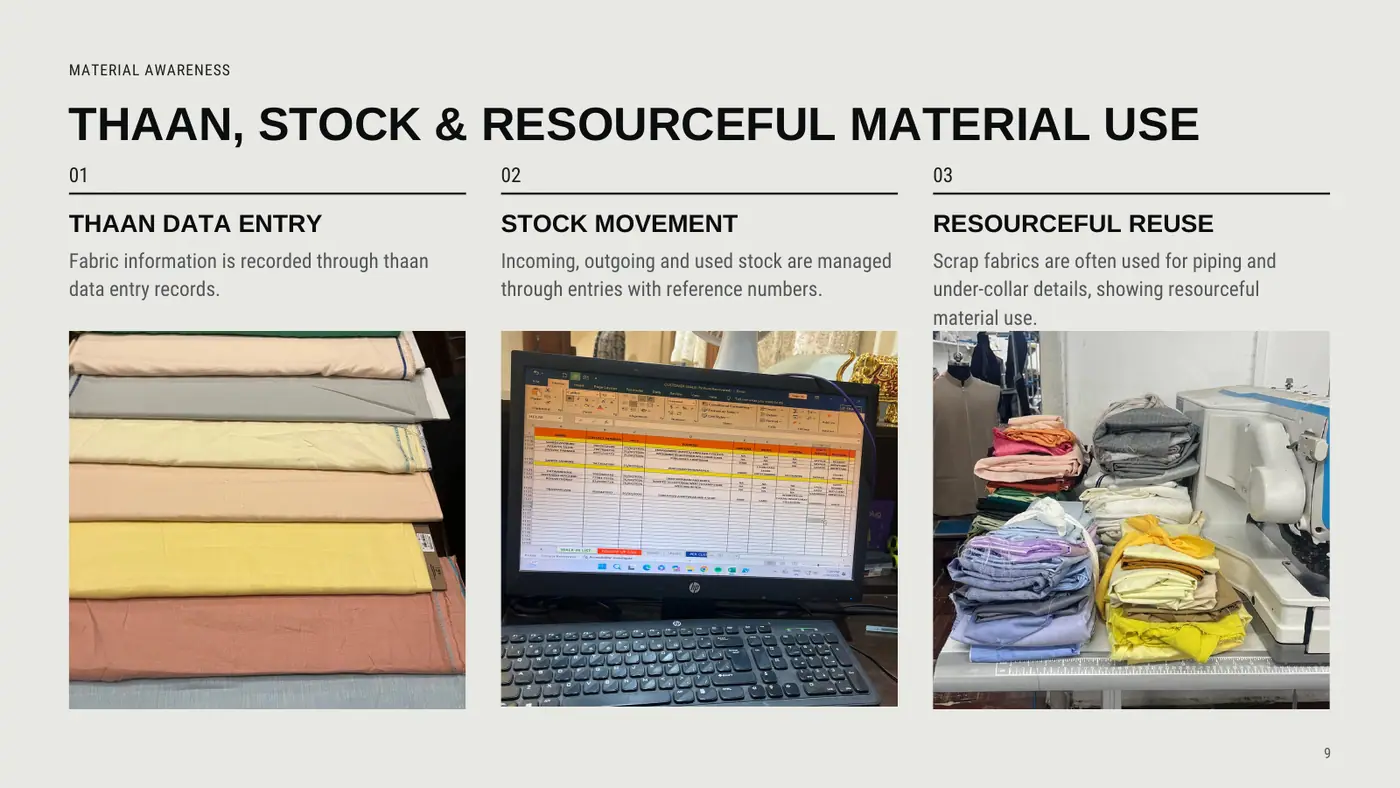 MATERIAL AWARENESS
THAAN, STOCK & RESOURCEFUL MATERIAL USE
01
THAAN DATA ENTRY
Fabric information is recorded through thaan
data entry records.
02
STOCK MOVEMENT
Incoming, outgoing and used stock are managed
through entries with reference numbers.
03
RESOURCEFUL REUSE
Scrap fabrics are often used for piping and
under-collar details, showing resourceful
material use.
hp
9